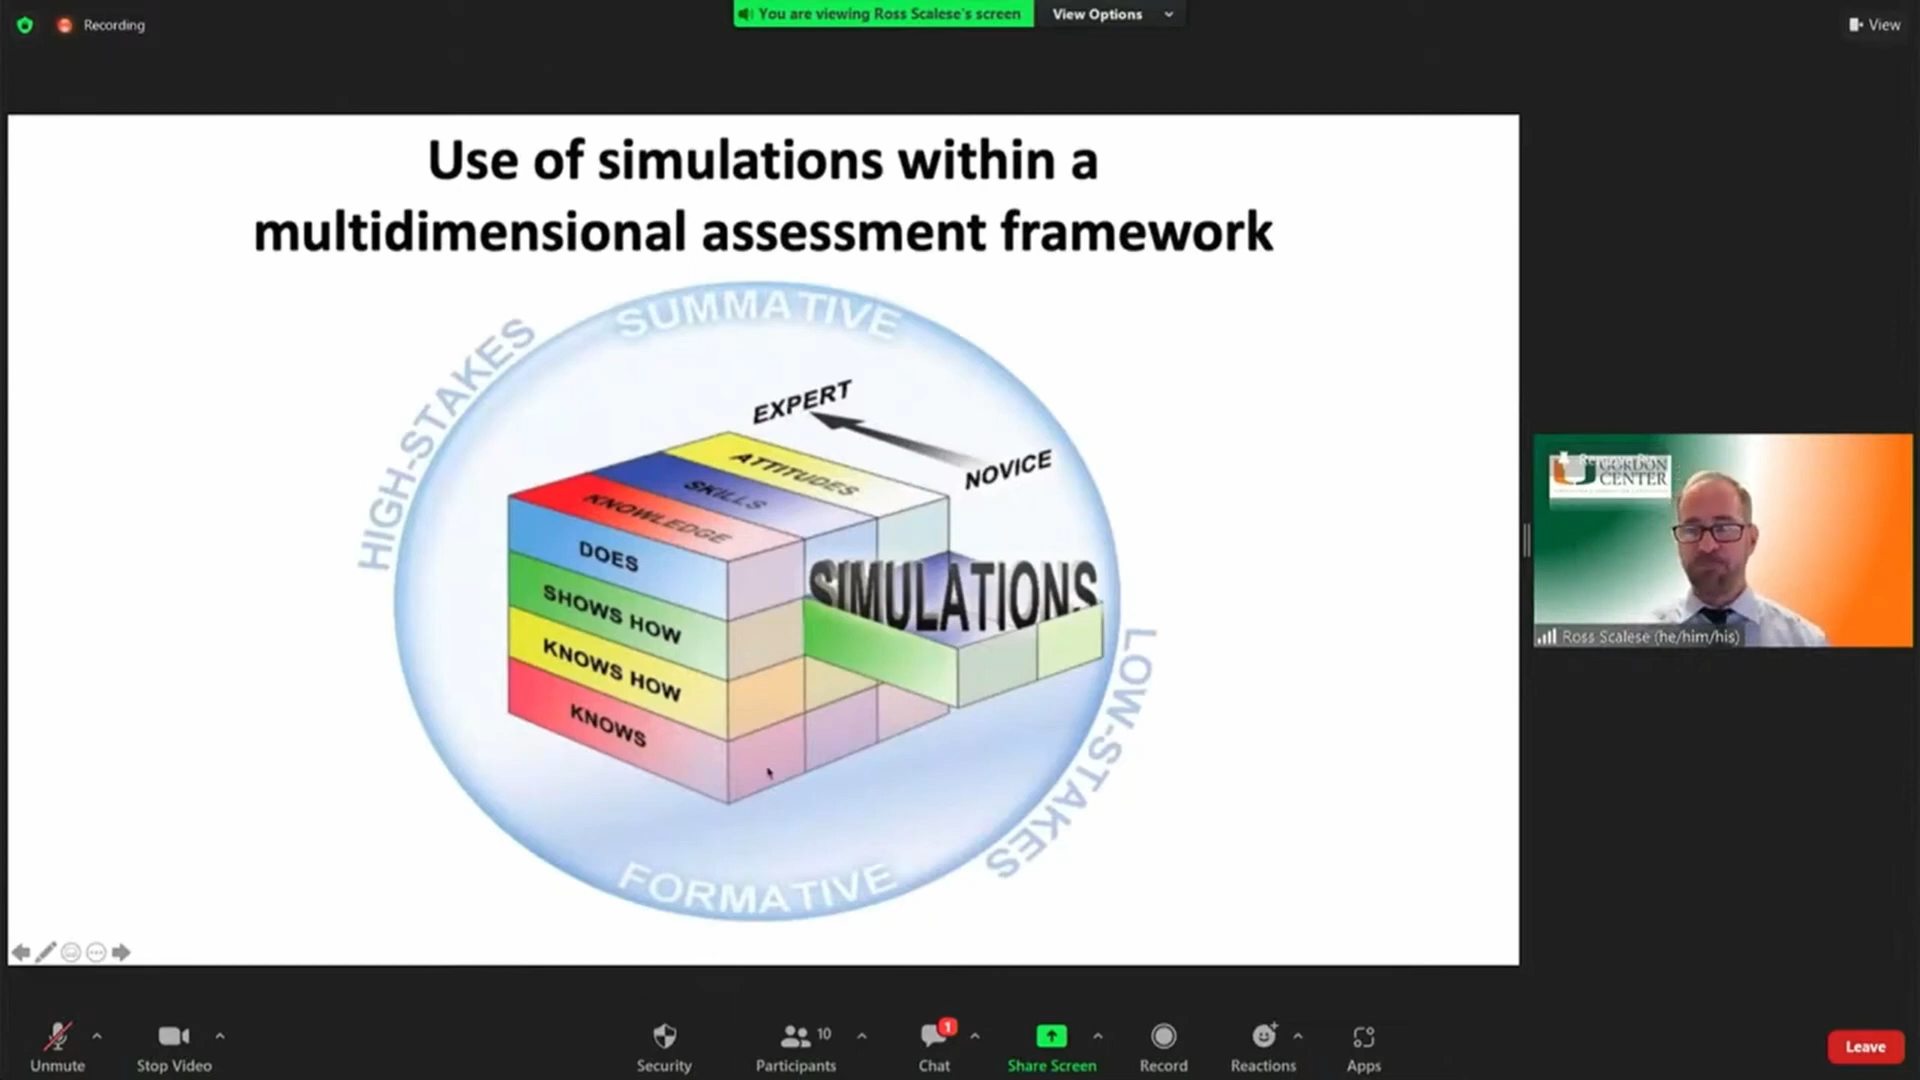 Recording
You are viewing Ross Scalese's screen
View Options
View
Use of simulations within a
multidimensional assessment framework
SUMMATIVE
HIGH-STAKES
EXPERT
NOVICE
ATTITUDES
SKILLS
KNOWLEDGE
DOES
SHOWS HOW
KNOWS HOW
KNOWS
SIMULATIONS
LOW-STAKES
FORMATIVE
GORDON
CENTER
Ross Scalese (he/him/his)
Unmute
Stop Video
Security
10
Participants
1
Chat
Share Screen
Record
Reactions
Apps
Leave